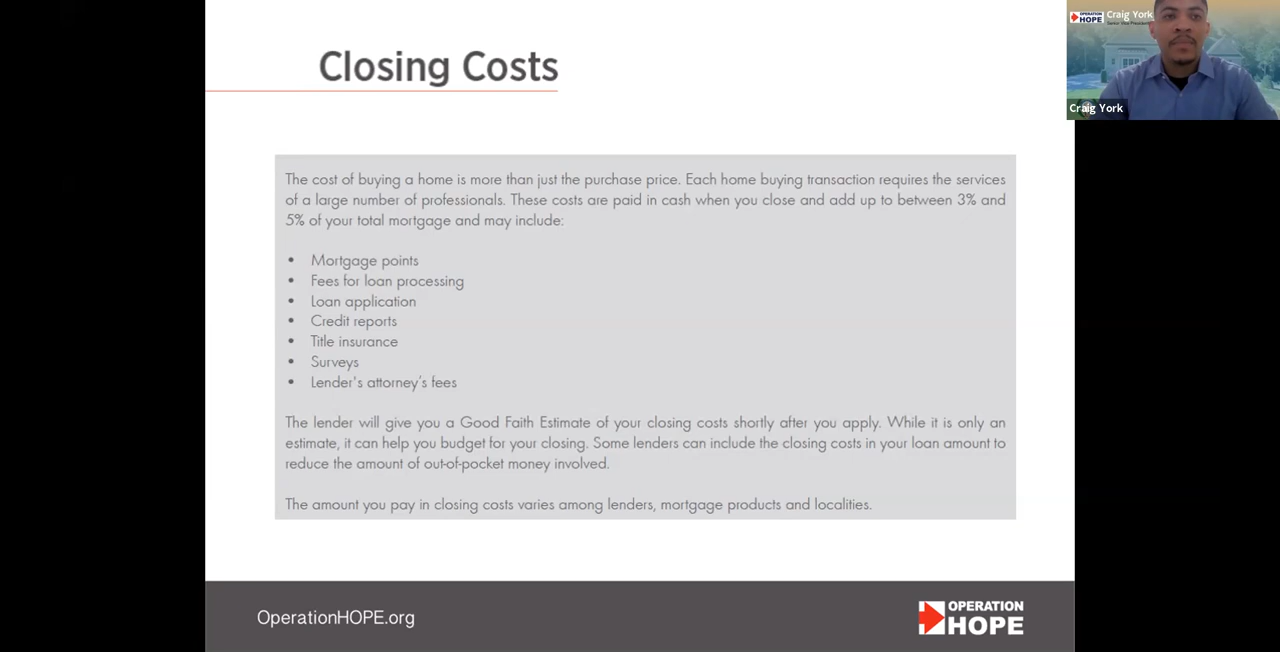 Closing Costs
OPERATION
HOPE
Craig York
Craig York
The cost of buying a home is more than just the purchase price. Each home buying transaction requires the services
of a large number of professionals. These costs are paid in cash when you close and add up to between 3% and
5% of your total mortgage and may include:
• Mortgage points
• Fees for loan processing
• Loan application
• Credit reports
• Title insurance
• Surveys
• Lender's attorney's fees
The lender will give you a Good Faith Estimate of your closing costs shortly after you apply. While it is only an
estimate, it can help you budget for your closing. Some lenders can include the closing costs in your loan amount to
reduce the amount of out-of-pocket money involved.
The amount you pay in closing costs varies among lenders, mortgage products and localities.
OperationHOPE.org
OPERATION
HOPE